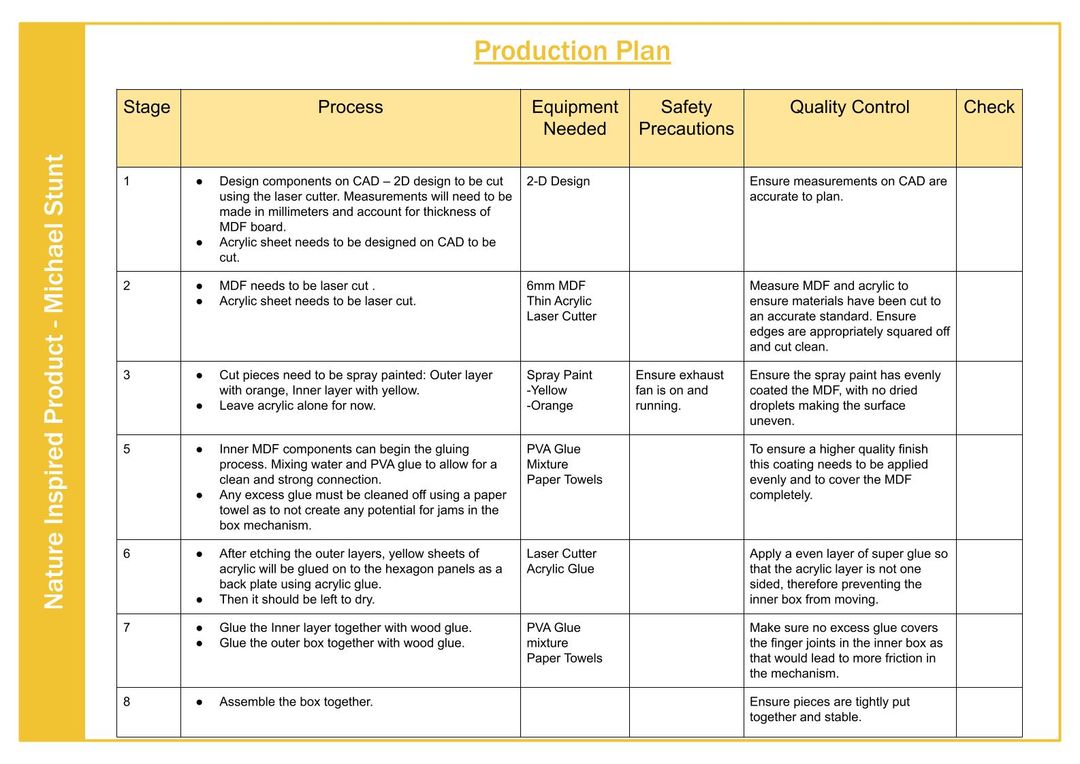 Production Plan
Nature Inspired Product - Michael Stunt
Stage
Process
Equipment
Needed
Safety
Precautions
Quality Control
Check
1
● Design components on CAD – 2D design to be cut
using the laser cutter. Measurements will need to be
made in millimeters and account for thickness of
MDF board.
● Acrylic sheet needs to be designed on CAD to be
cut.
2-D Design
Ensure measurements on CAD are
accurate to plan.
2
● MDF needs to be laser cut .
● Acrylic sheet needs to be laser cut.
6mm MDF
Thin Acrylic
Laser Cutter
Measure MDF and acrylic to
ensure materials have been cut to
an accurate standard. Ensure
edges are appropriately squared off
and cut clean.
3
● Cut pieces need to be spray painted: Outer layer
with orange, Inner layer with yellow.
● Leave acrylic alone for now.
Spray Paint
-Yellow
-Orange
Ensure exhaust
fan is on and
running.
Ensure the spray paint has evenly
coated the MDF, with no dried
droplets making the surface
uneven.
5
● Inner MDF components can begin the gluing
process. Mixing water and PVA glue to allow for a
clean and strong connection.
● Any excess glue must be cleaned off using a paper
towel as to not create any potential for jams in the
box mechanism.
PVA Glue
Mixture
Paper Towels
To ensure a higher quality finish
this coating needs to be applied
evenly and to cover the MDF
completely.
6
● After etching the outer layers, yellow sheets of
acrylic will be glued on to the hexagon panels as a
back plate using acrylic glue.
● Then it should be left to dry.
Laser Cutter
Acrylic Glue
Apply a even layer of super glue so
that the acrylic layer is not one
sided, therefore preventing the
inner box from moving.
7
● Glue the Inner layer together with wood glue.
● Glue the outer box together with wood glue.
PVA Glue
mixture
Paper Towels
Make sure no excess glue covers
the finger joints in the inner box as
that would lead to more friction in
the mechanism.
8
● Assemble the box together.
Ensure pieces are tightly put
together and stable.